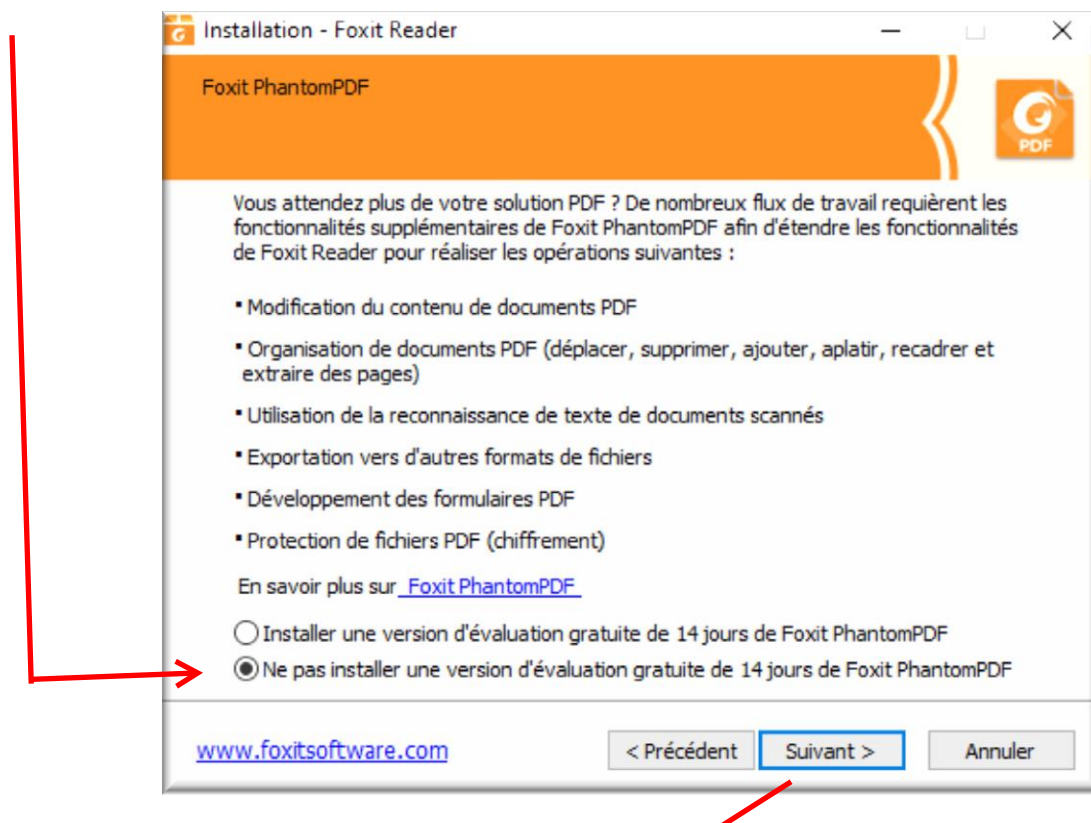 Installation - Foxit Reader
Foxit PhantomPDF
PDF
Vous attendez plus de votre solution PDF ? De nombreux flux de travail requièrent les
fonctionnalités supplémentaires de Foxit PhantomPDF afin d'étendre les fonctionnalités
de Foxit Reader pour réaliser les opérations suivantes :
▪ Modification du contenu de documents PDF
▪ Organisation de documents PDF (déplacer, supprimer, ajouter, aplatir, recadrer et
extraire des pages)
▪ Utilisation de la reconnaissance de texte de documents scannés
▪ Exportation vers d'autres formats de fichiers
▪ Développement des formulaires PDF
▪ Protection de fichiers PDF (chiffrement)
En savoir plus sur Foxit PhantomPDF
Installer une version d'évaluation gratuite de 14 jours de Foxit PhantomPDF
Ne pas installer une version d'évaluation gratuite de 14 jours de Foxit PhantomPDF
www.foxitsoftware.com
< Précédent
Suivant >
Annuler